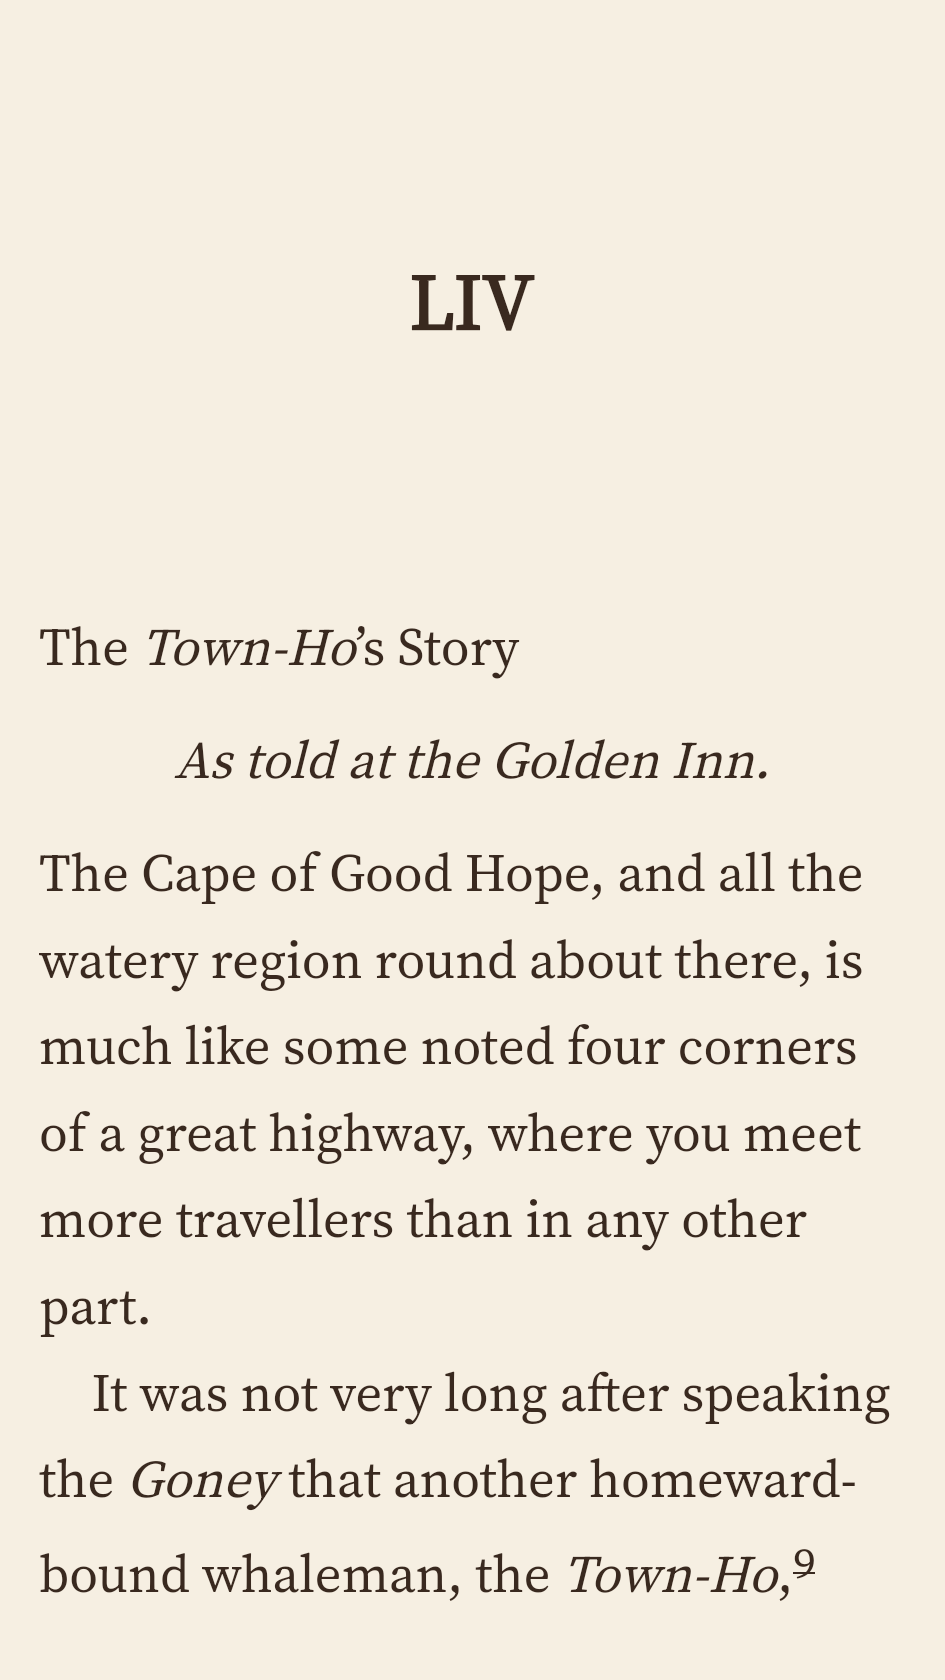 LIV
The Town-Ho’s Story
As told at the Golden Inn.
The Cape of Good Hope, and all the
watery region round about there, is
much like some noted four corners
of a great highway, where you meet
more travellers than in any other
part.
It was not very long after speaking
the Goney that another homeward-
bound whaleman, the Town-Ho,9